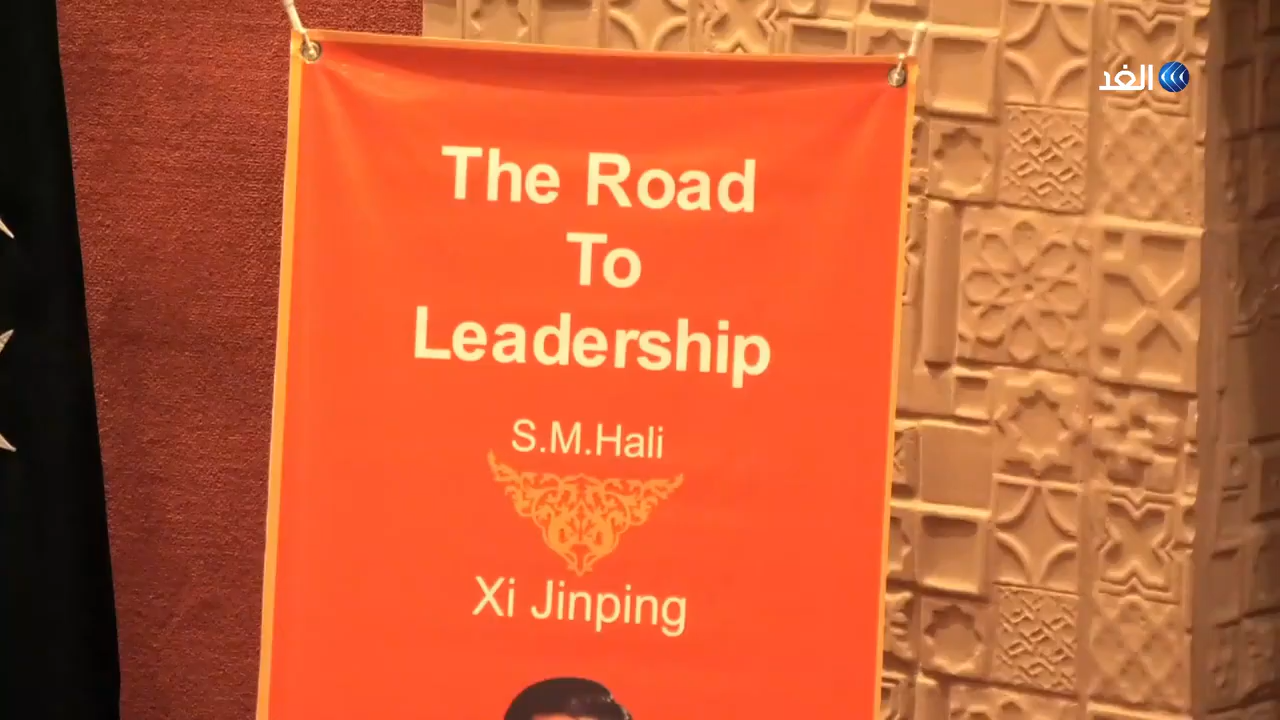 الغد
The Road
To
Leadership
S.M.Hali
Xi Jinping